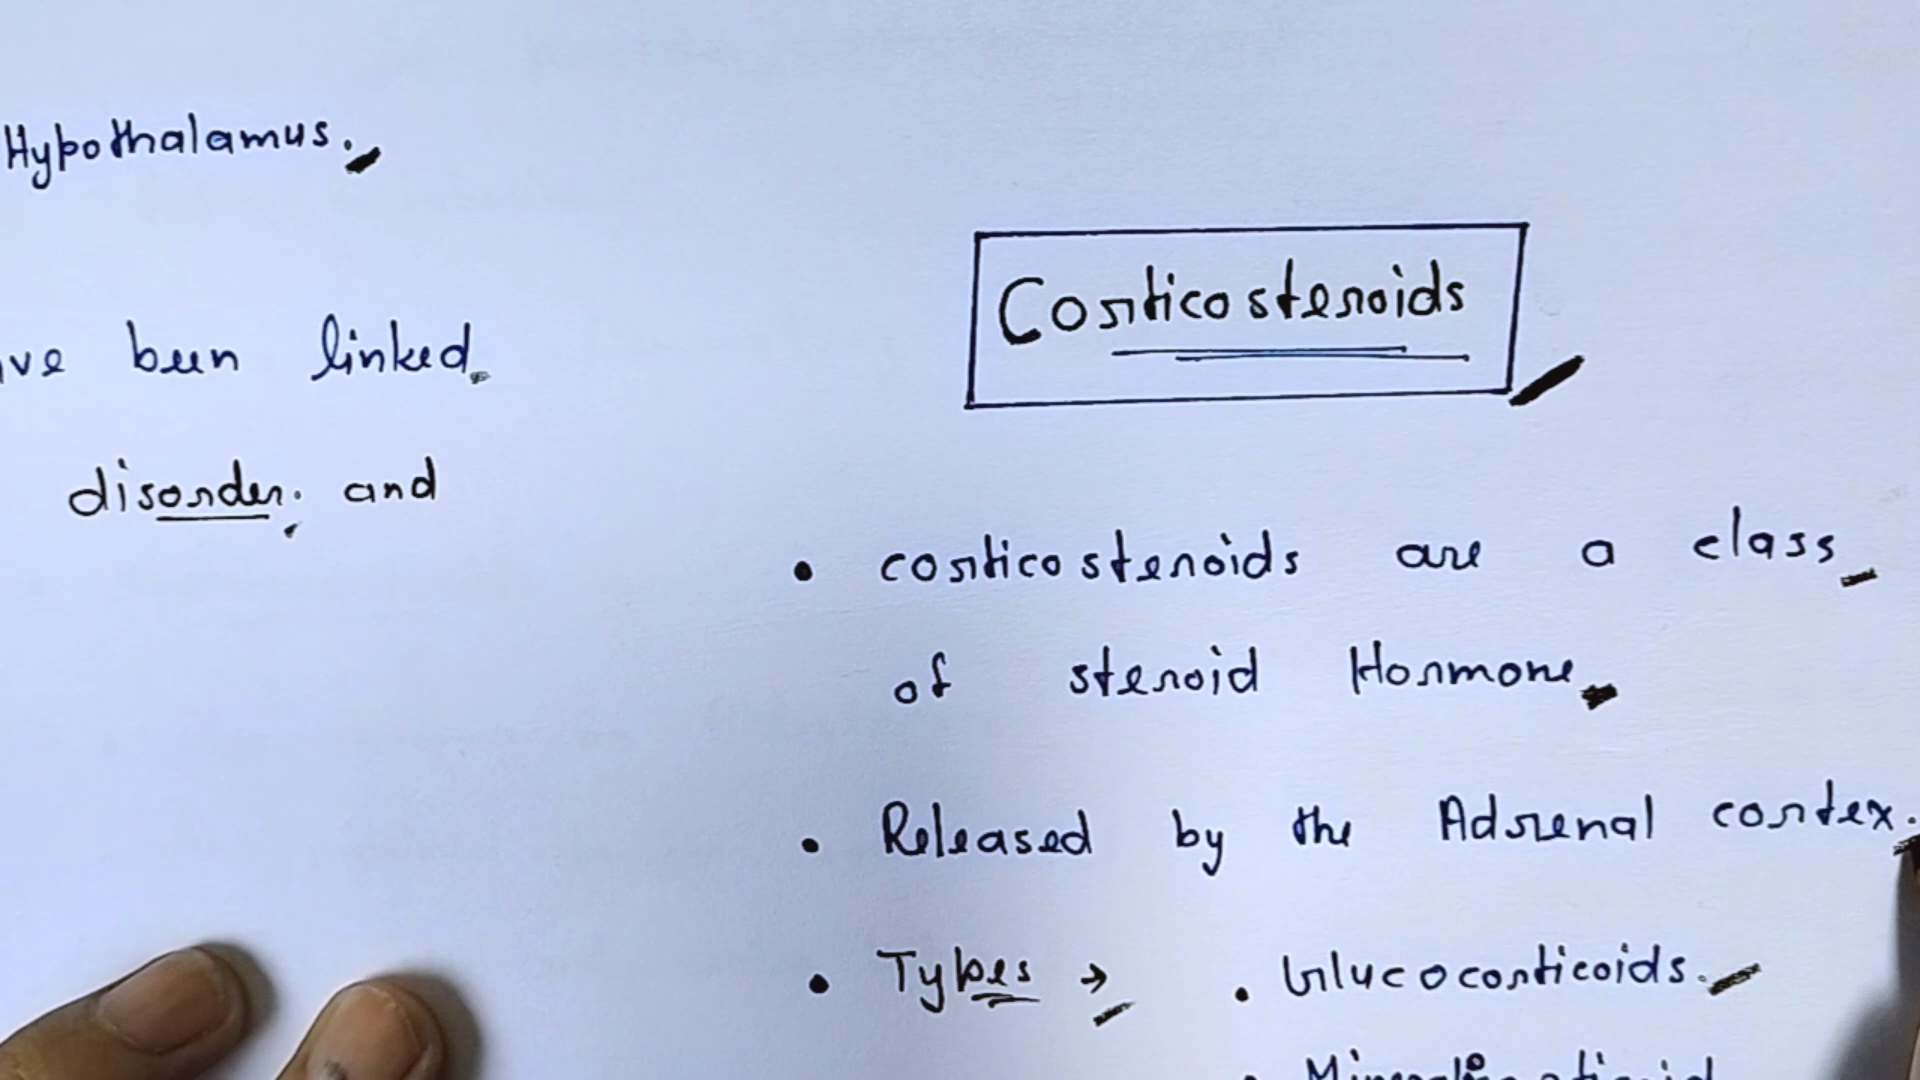 Hypothalamus.
ve been linked
disorder. and
Corticosteroids
• corticosteroids are a class
of steroid Hormone
• Released by the Adrenal cortex.
• Types → • Glucocorticoids.
• Mineralocorticoid